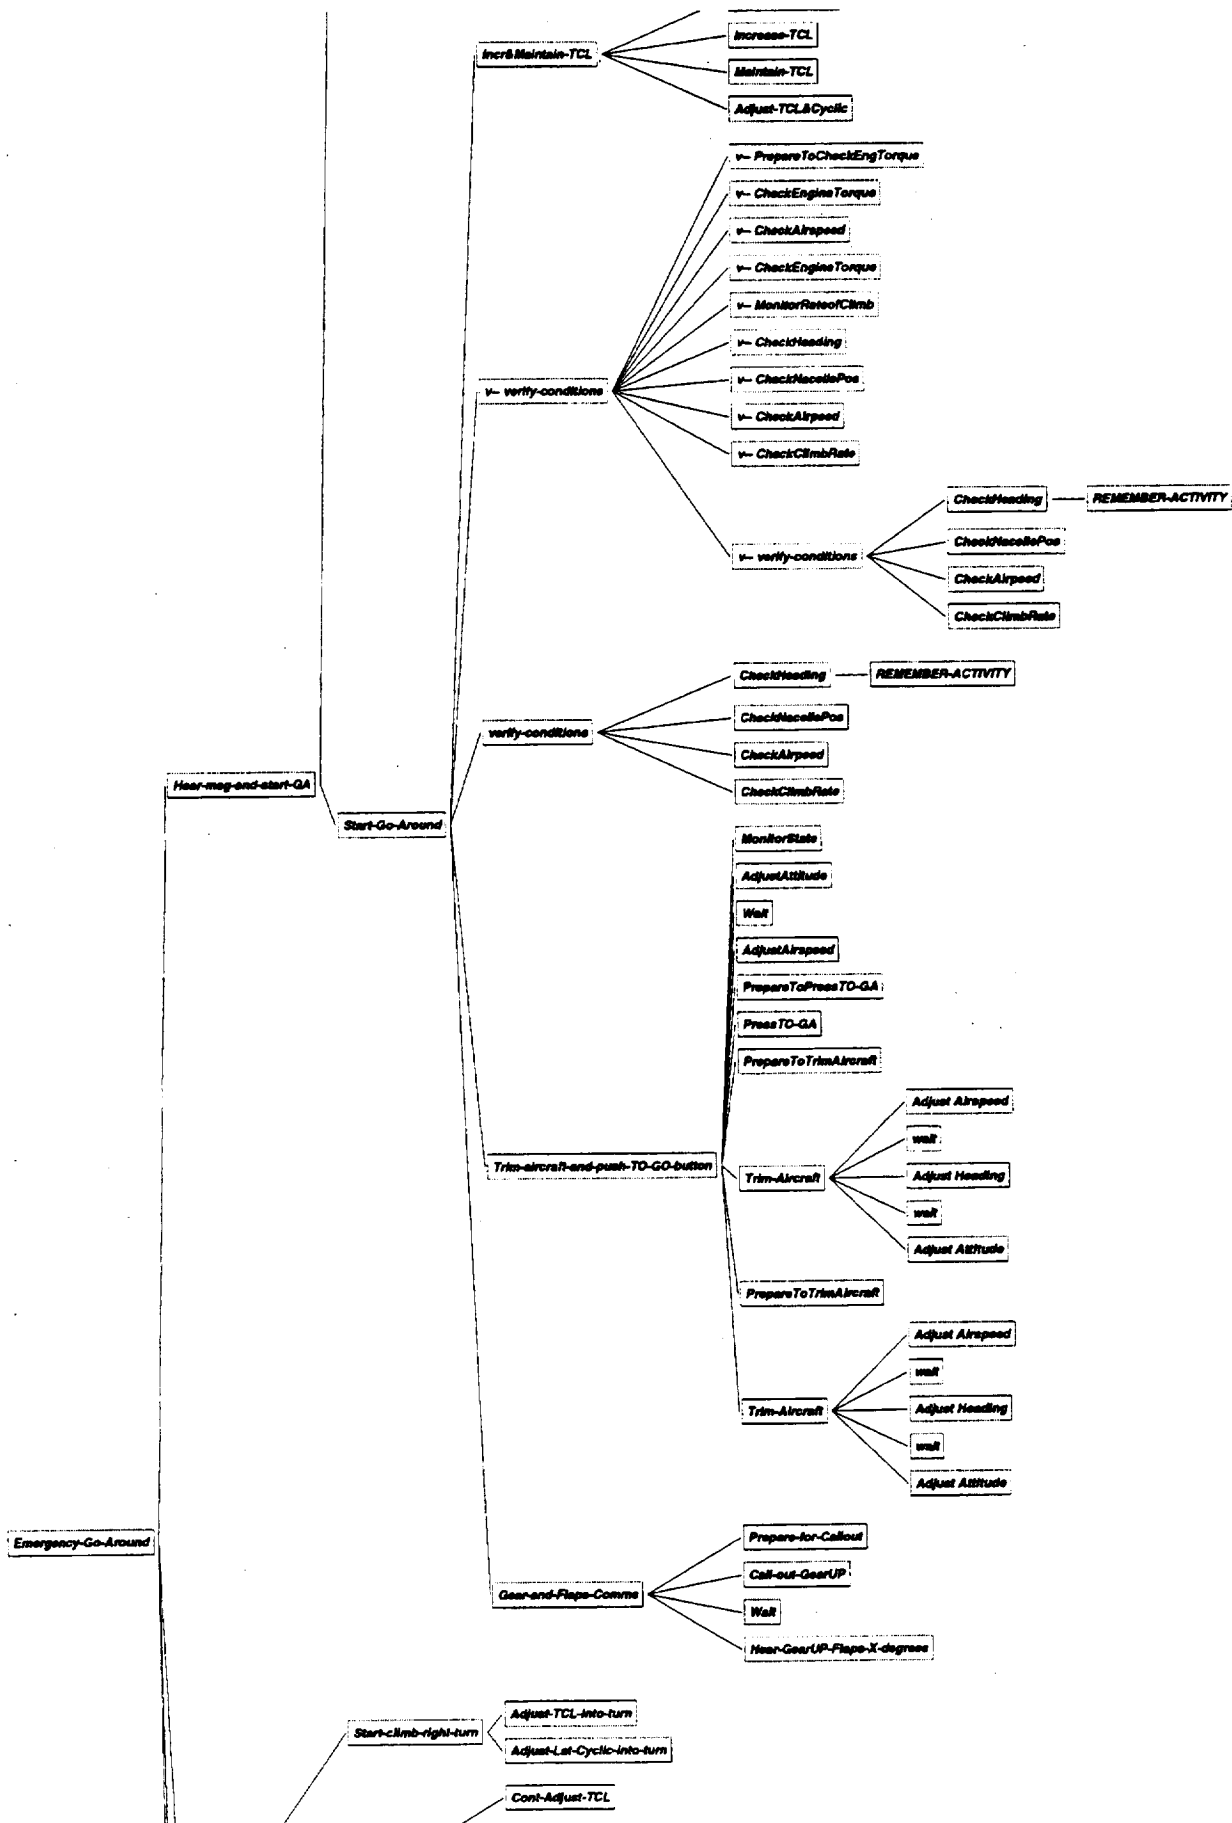 Increase-TCL
Incr&Maintain-TCL
Maintain-TCL
Adjust-TCL&Cyclic
v-- PrepareToCheckEngTorque
v-- CheckEngineTorque
v-- CheckAirspeed
v-- CheckEngineTorque
v-- MonitorRateofClimb
v-- CheckHeading
v-- CheckNacellePos
v-- verify-conditions
v-- CheckAirpeed
v-- CheckClimbRate
CheckHeading
REMEMBER-ACTIVITY
CheckNacellePos
v-- verify-conditions
CheckAirpeed
CheckClimbRate
CheckHeading
REMEMBER-ACTIVITY
CheckNacellePos
verify-conditions
CheckAirpeed
Hear-msg-and-start-GA
CheckClimbRate
Start-Go-Around
MonitorState
AdjustAttitude
Wait
AdjustAirspeed
PrepareToPressTO-GA
PressTO-GA
PrepareToTrimAircraft
Adjust Airspeed
wait
Trim-aircraft-and-push-TO-GO-button
Trim-Aircraft
Adjust Heading
wait
Adjust Attitude
PrepareToTrimAircraft
Adjust Airspeed
wait
Trim-Aircraft
Adjust Heading
wait
Adjust Attitude
Emergency-Go-Around
Prepare-for-Callout
Call-out-GearUP
Gear-and-Flaps-Comms
Wait
Hear-GearUP-Flaps-X-degrees
Adjust-TCL-into-turn
Start-climb-right-turn
Adjust-Lat-Cyclic-into-turn
Cont-Adjust-TCL